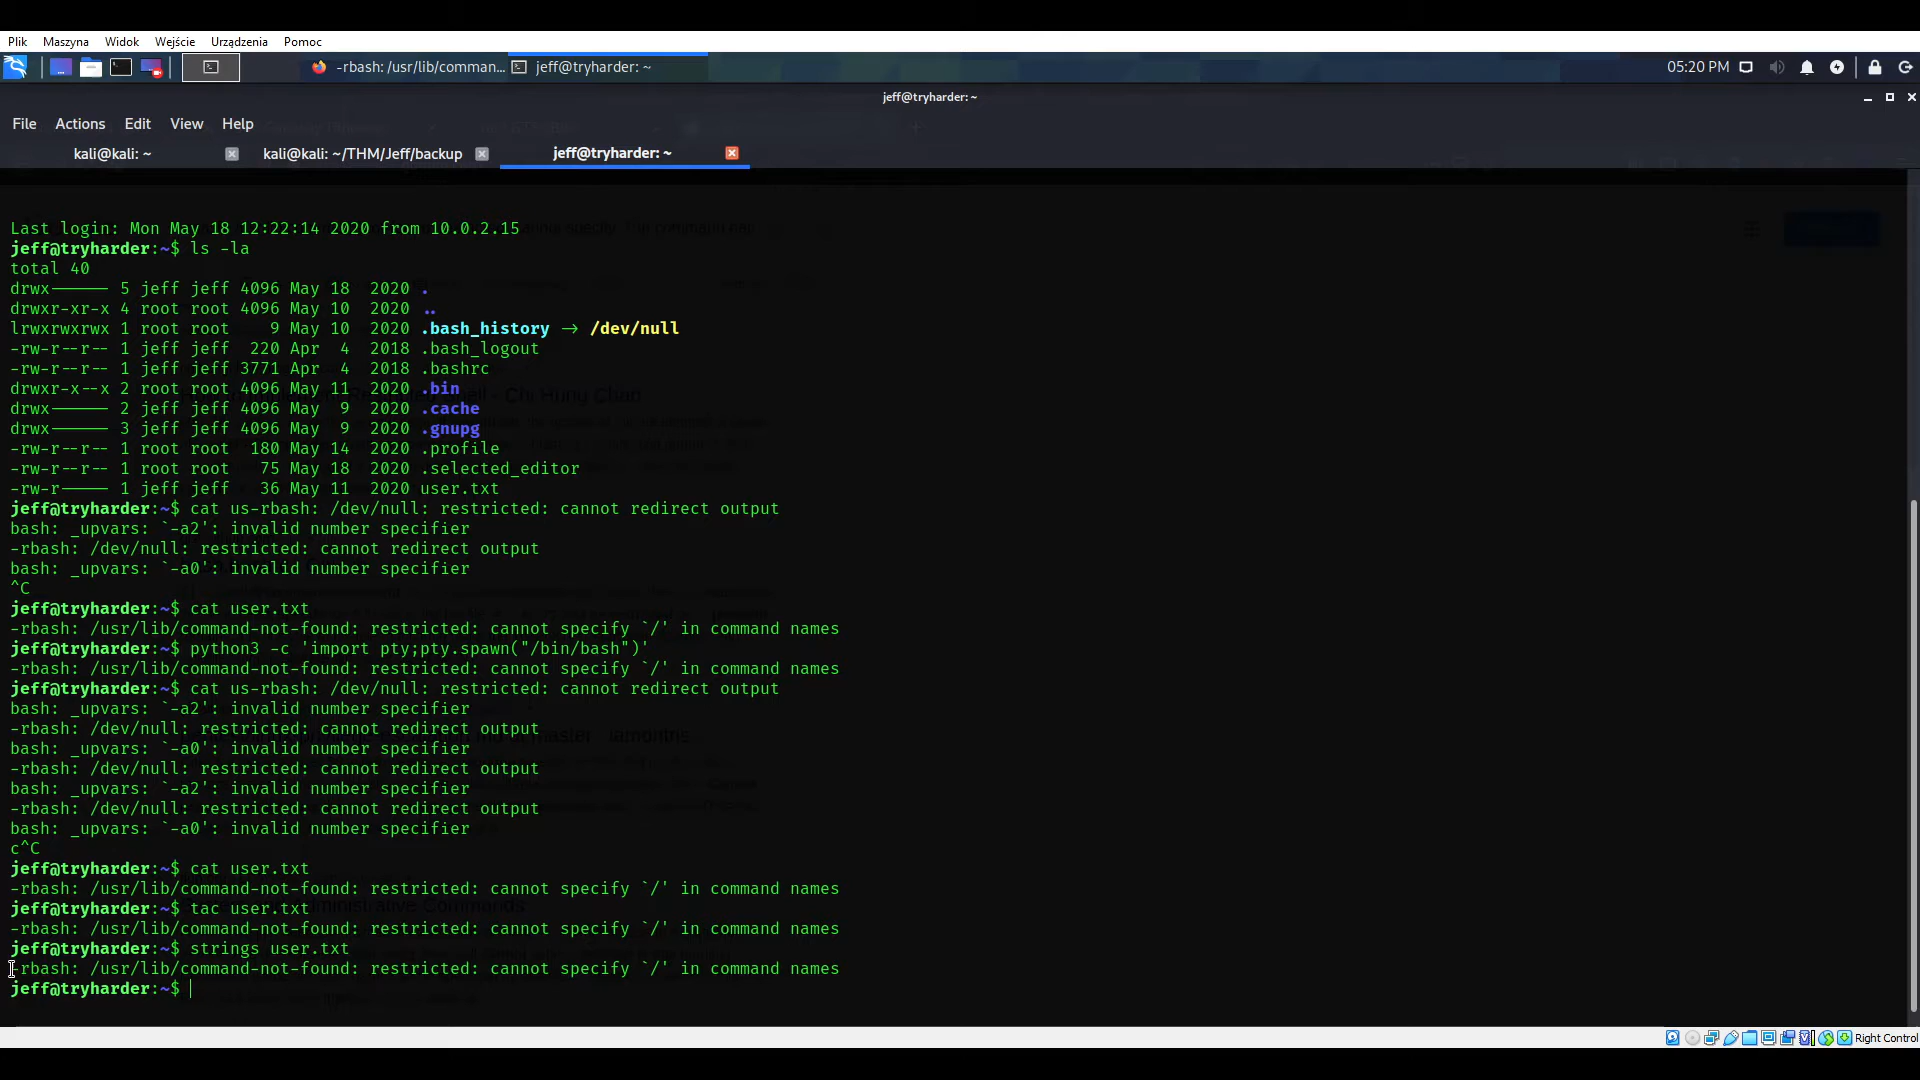 Plik Maszyna Widok Wejście Urządzenia Pomoc
-rbash: /usr/lib/comman... jeff@tryharder: ~ 05:20 PM
jeff@tryharder: ~
File Actions Edit View Help
kali@kali: ~ kali@kali: ~/THM/Jeff/backup jeff@tryharder: ~
Last login: Mon May 18 12:22:14 2020 from 10.0.2.15
jeff@tryharder:~$ ls -la
total 40
drwx------ 5 jeff jeff 4096 May 18  2020 .
drwxr-xr-x 4 root root 4096 May 10  2020 ..
lrwxrwxrwx 1 root root    9 May 10  2020 .bash_history -> /dev/null
-rw-r--r-- 1 jeff jeff  220 Apr  4  2018 .bash_logout
-rw-r--r-- 1 jeff jeff 3771 Apr  4  2018 .bashrc
drwxr-x--x 2 root root 4096 May 11  2020 .bin
drwx------ 2 jeff jeff 4096 May  9  2020 .cache
drwx------ 3 jeff jeff 4096 May  9  2020 .gnupg
-rw-r--r-- 1 root root  180 May 14  2020 .profile
-rw-r--r-- 1 root root   75 May 18  2020 .selected_editor
-rw-r----- 1 jeff jeff   36 May 11  2020 user.txt
jeff@tryharder:~$ cat us-rbash: /dev/null: restricted: cannot redirect output
bash: _upvars: `-a2': invalid number specifier
-rbash: /dev/null: restricted: cannot redirect output
bash: _upvars: `-a0': invalid number specifier
^C
jeff@tryharder:~$ cat user.txt
-rbash: /usr/lib/command-not-found: restricted: cannot specify `/' in command names
jeff@tryharder:~$ python3 -c 'import pty;pty.spawn("/bin/bash")'
-rbash: /usr/lib/command-not-found: restricted: cannot specify `/' in command names
jeff@tryharder:~$ cat us-rbash: /dev/null: restricted: cannot redirect output
bash: _upvars: `-a2': invalid number specifier
-rbash: /dev/null: restricted: cannot redirect output
bash: _upvars: `-a0': invalid number specifier
-rbash: /dev/null: restricted: cannot redirect output
bash: _upvars: `-a2': invalid number specifier
-rbash: /dev/null: restricted: cannot redirect output
bash: _upvars: `-a0': invalid number specifier
c^C
jeff@tryharder:~$ cat user.txt
-rbash: /usr/lib/command-not-found: restricted: cannot specify `/' in command names
jeff@tryharder:~$ tac user.txt
-rbash: /usr/lib/command-not-found: restricted: cannot specify `/' in command names
jeff@tryharder:~$ strings user.txt
-rbash: /usr/lib/command-not-found: restricted: cannot specify `/' in command names
jeff@tryharder:~$
Right Control